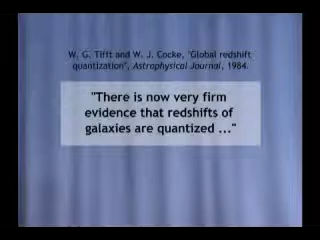 W. G. Tifft and W. J. Cocke, "Global redshift
quantization", Astrophysical Journal, 1984.
"There is now very firm
evidence that redshifts of
galaxies are quantized ..."